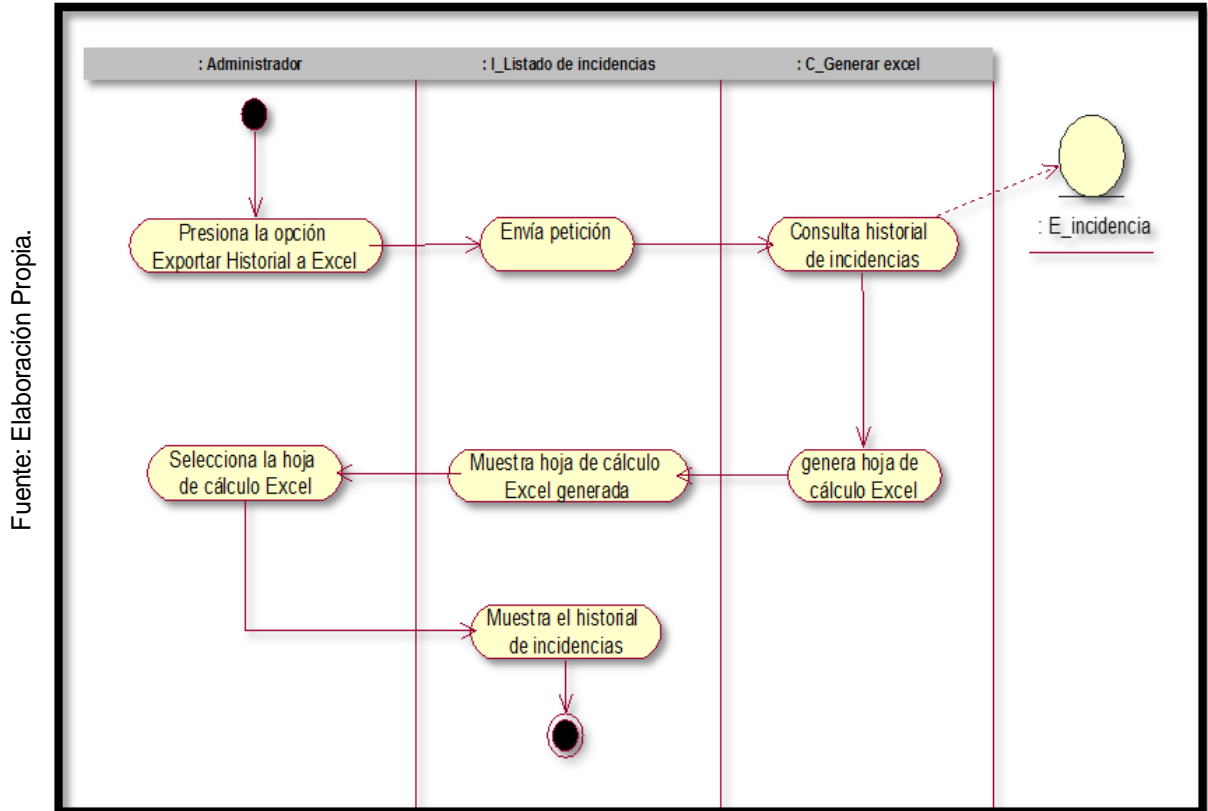 Fuente: Elaboración Propia.
: Administrador
: I_Listado de incidencias
: C_Generar excel
Presiona la opción
Exportar Historial a Excel
Envía petición
Consulta historial
de incidencias
: E_incidencia
Selecciona la hoja
de cálculo Excel
Muestra hoja de cálculo
Excel generada
genera hoja de
cálculo Excel
Muestra el historial
de incidencias